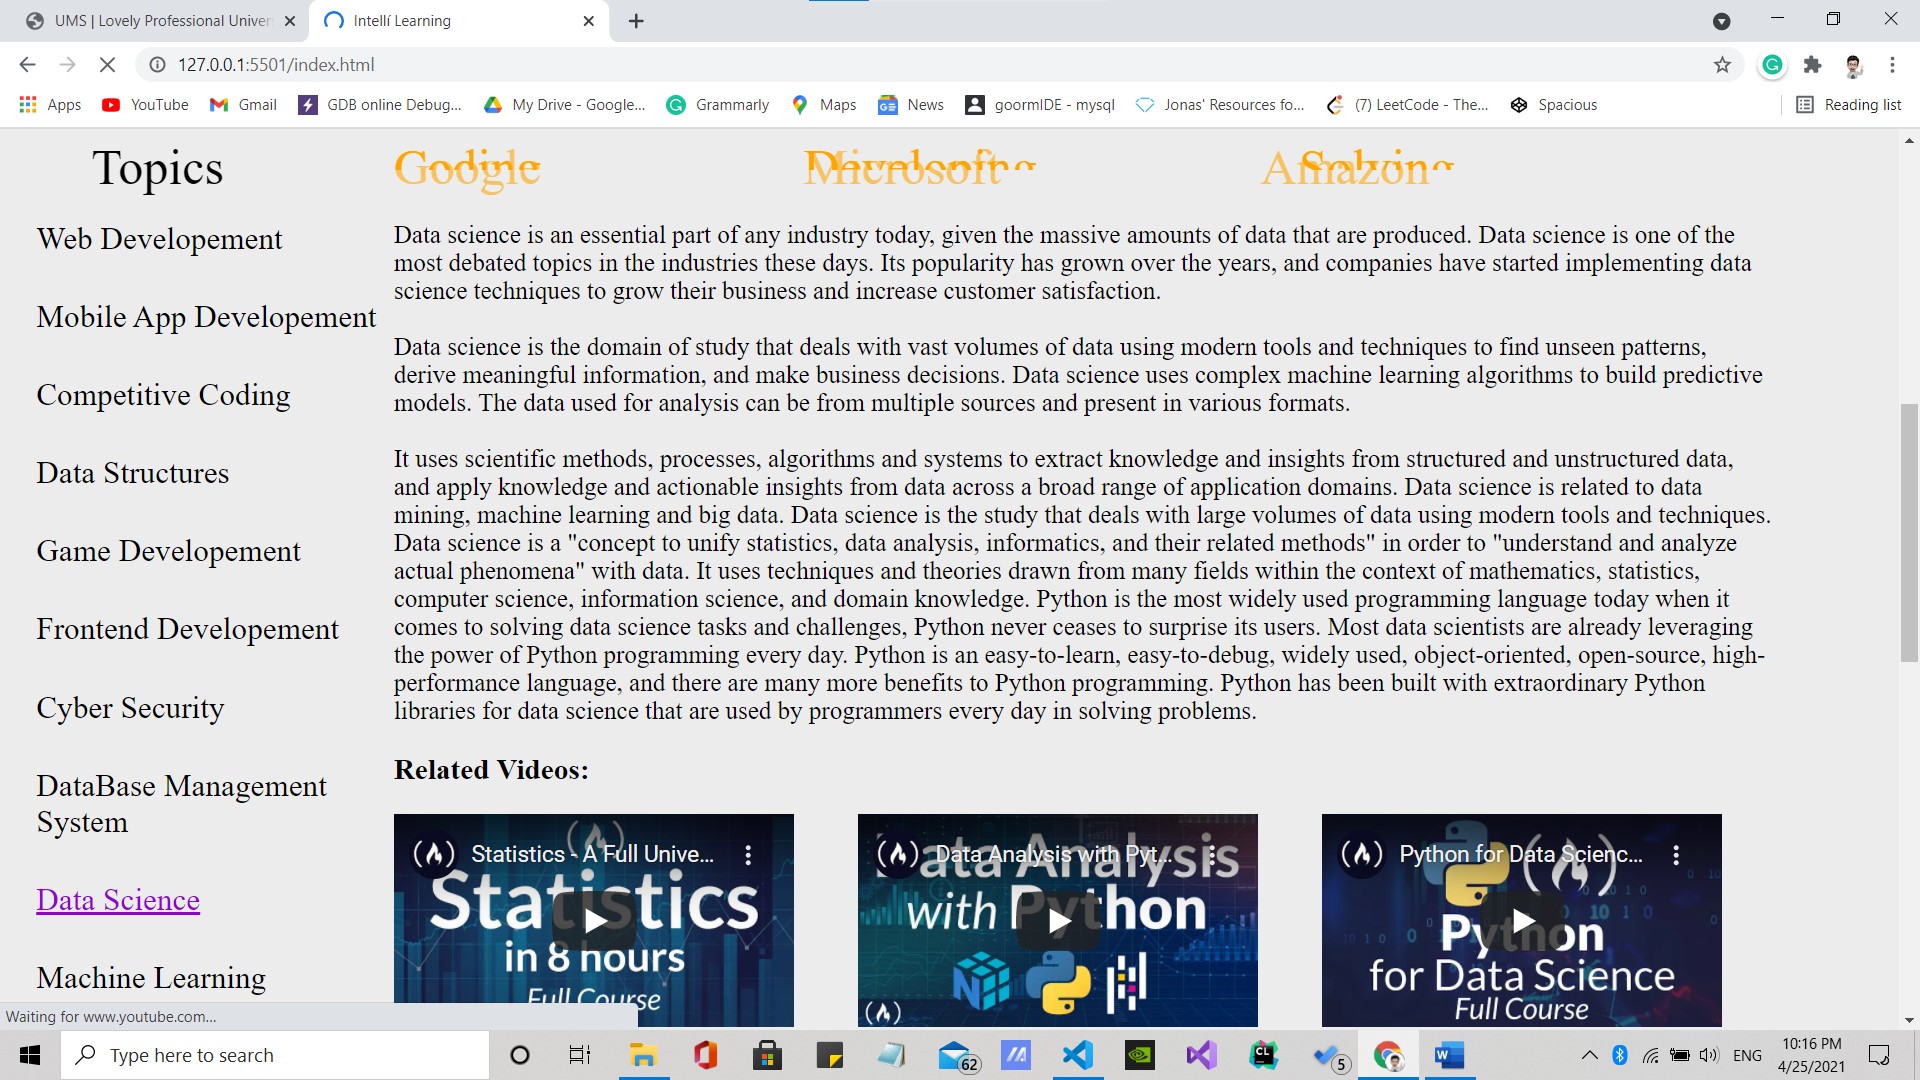 UMS | Lovely Professional Univer
Intellí Learning
127.0.0.1:5501/index.html
Apps YouTube Gmail GDB online Debug... My Drive - Google... Grammarly Maps News goormIDE - mysql Jonas' Resources fo... (7) LeetCode - The... Spacious Reading list
Topics
Google Microsoft Amazon
Solving
Web Developement
Mobile App Developement
Competitive Coding
Data Structures
Game Developement
Frontend Developement
Cyber Security
DataBase Management
System
Data Science
Machine Learning
Data science is an essential part of any industry today, given the massive amounts of data that are produced. Data science is one of the
most debated topics in the industries these days. Its popularity has grown over the years, and companies have started implementing data
science techniques to grow their business and increase customer satisfaction.
Data science is the domain of study that deals with vast volumes of data using modern tools and techniques to find unseen patterns,
derive meaningful information, and make business decisions. Data science uses complex machine learning algorithms to build predictive
models. The data used for analysis can be from multiple sources and present in various formats.
It uses scientific methods, processes, algorithms and systems to extract knowledge and insights from structured and unstructured data,
and apply knowledge and actionable insights from data across a broad range of application domains. Data science is related to data
mining, machine learning and big data. Data science is the study that deals with large volumes of data using modern tools and techniques.
Data science is a "concept to unify statistics, data analysis, informatics, and their related methods" in order to "understand and analyze
actual phenomena" with data. It uses techniques and theories drawn from many fields within the context of mathematics, statistics,
computer science, information science, and domain knowledge. Python is the most widely used programming language today when it
comes to solving data science tasks and challenges, Python never ceases to surprise its users. Most data scientists are already leveraging
the power of Python programming every day. Python is an easy-to-learn, easy-to-debug, widely used, object-oriented, open-source, high-
performance language, and there are many more benefits to Python programming. Python has been built with extraordinary Python
libraries for data science that are used by programmers every day in solving problems.
Related Videos:
Statistics - A Full Unive...
Statistics
in 8 hours
Full Course
Data Analysis with Pyt...
Data Analysis
with Python
Python for Data Scienc...
Python
for Data Science
Full Course
Waiting for www.youtube.com...
Type here to search
62
CL
5
W
ENG
10:16 PM
4/25/2021